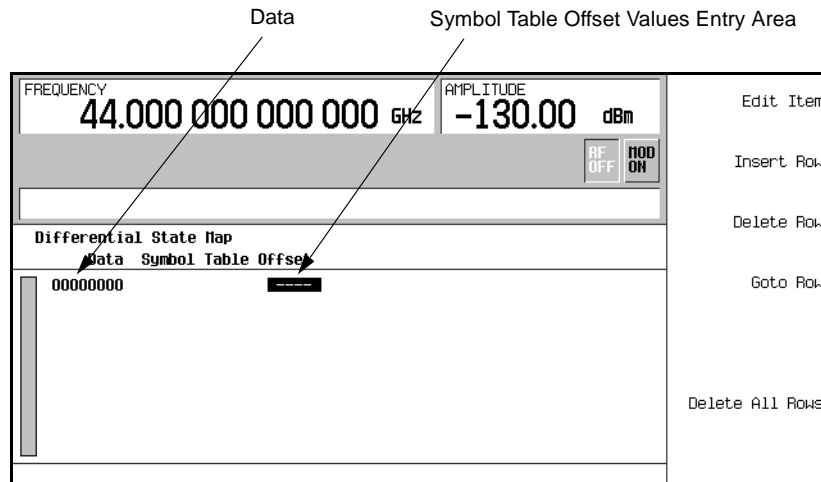 Data Symbol Table Offset Values Entry Area
FREQUENCY AMPLITUDE
44.000 000 000 000 GHz -130.00 dBm
Edit Item
RF OFF MOD ON
Insert Row
Differential State Map
Delete Row
Data Symbol Table Offset
00000000 ----
Goto Row
Delete All Rows